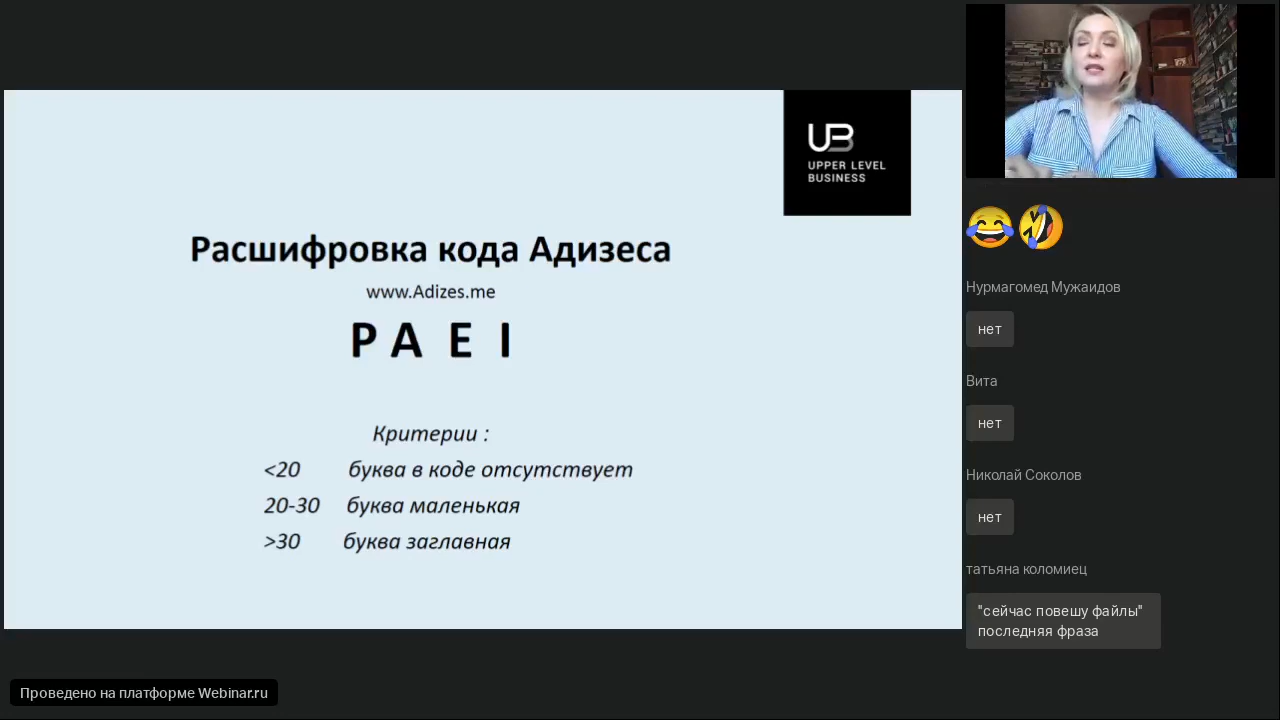 UB
UPPER LEVEL
BUSINESS
Расшифровка кода Адизеса
www.Adizes.me
P A E I
Критерии :
<20 буква в коде отсутствует
20-30 буква маленькая
>30 буква заглавная
Нурмагомед Мужаидов
нет
Вита
нет
Николай Соколов
нет
татьяна коломиец
"сейчас повешу файлы"
последняя фраза
Проведено на платформе Webinar.ru